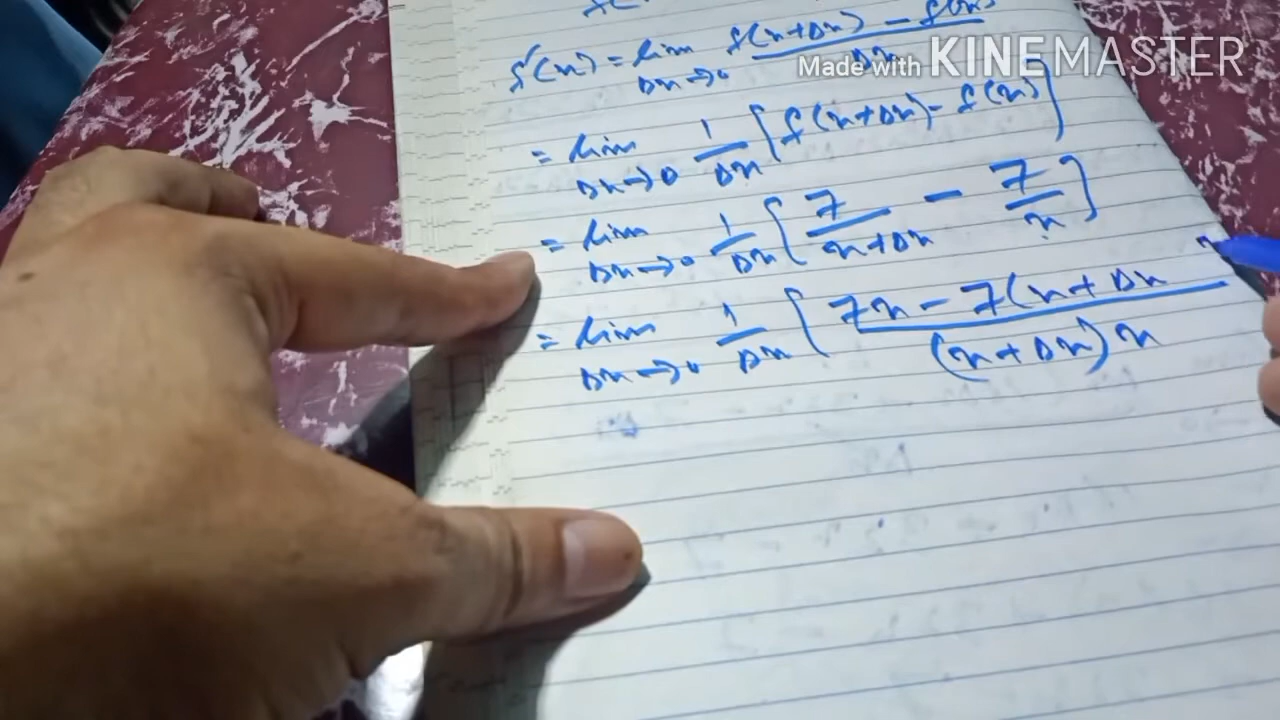 f'(x) = lim Δx→0 f(x+Δx) - f(x) / Δx
Made with KINEMASTER
= lim Δx→0 1/Δx [f(x+Δx) - f(x)]
= lim Δx→0 1/Δx [7/x+Δx - 7/x]
= lim Δx→0 1/Δx [7x - 7(x+Δx / (x+Δx)x